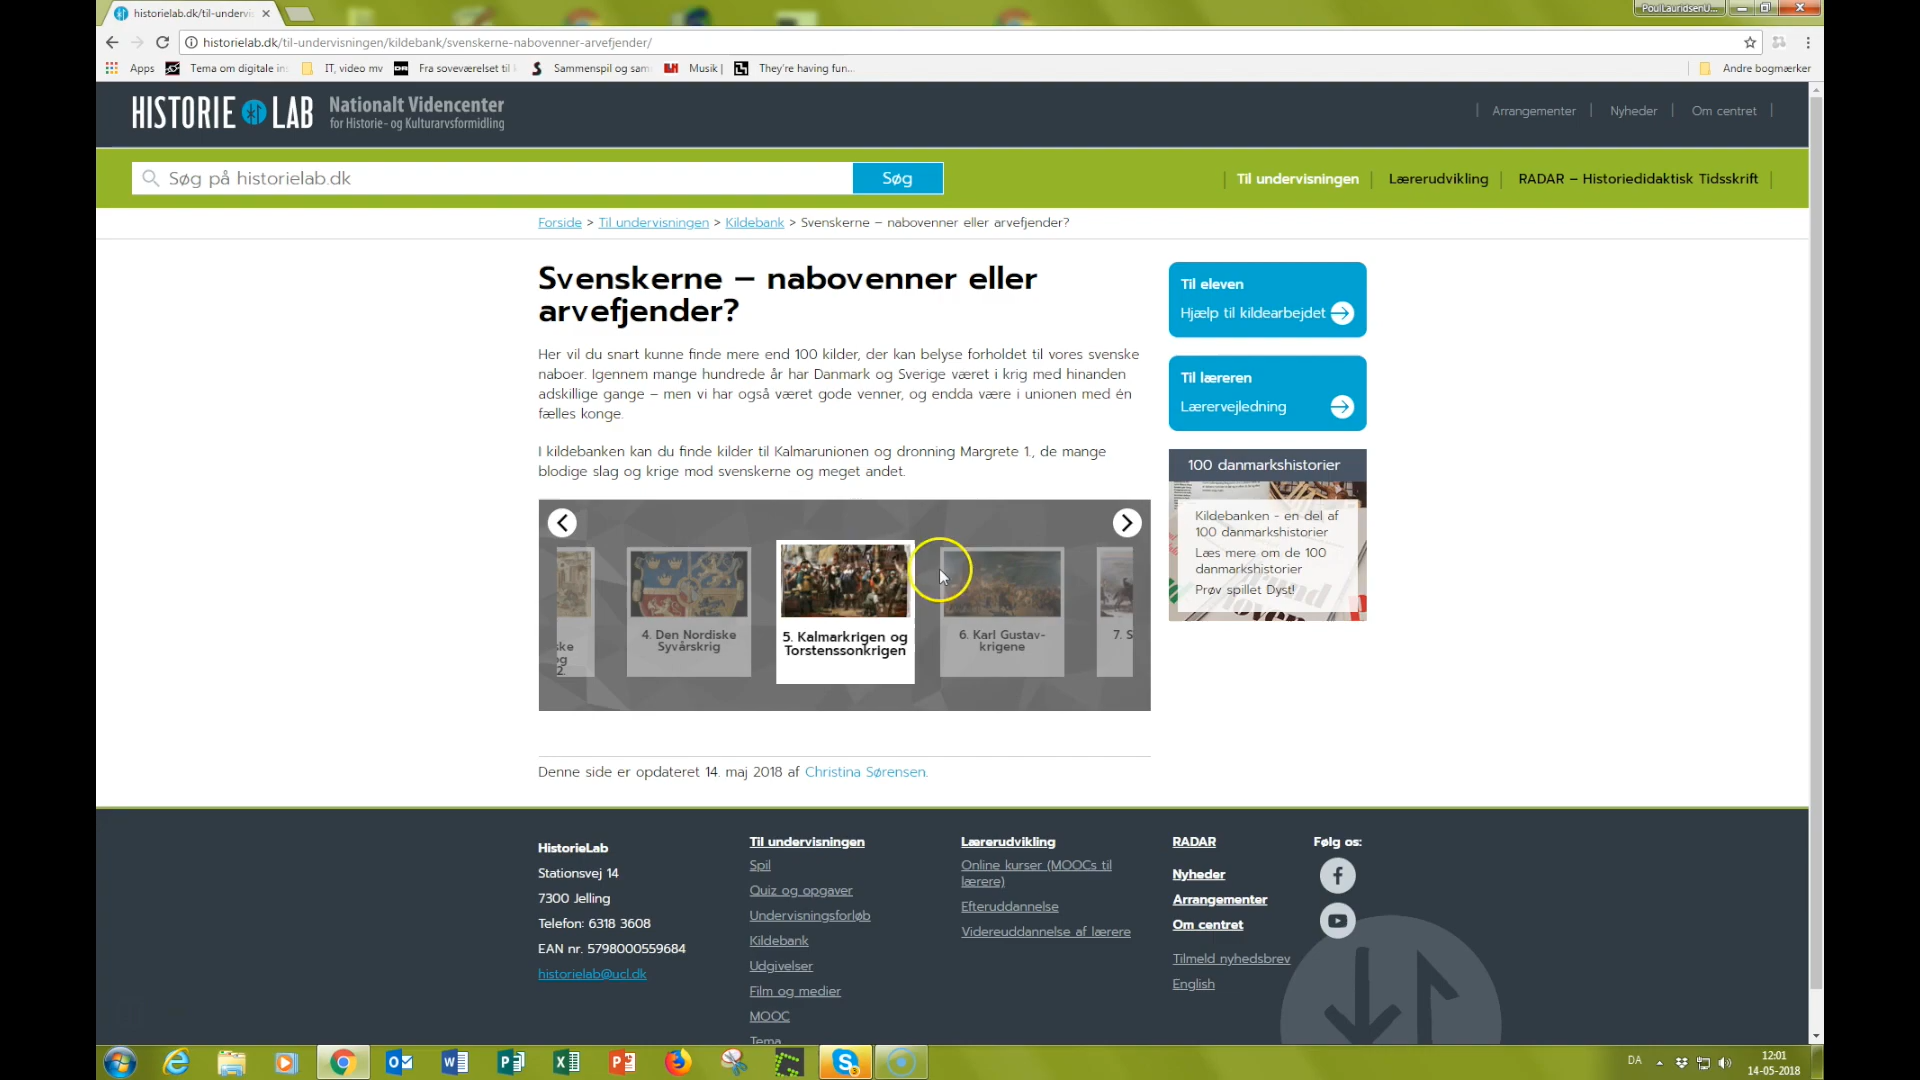 historielab.dk/til-undervis
PoulLauridsenU...
historielab.dk/til-undervisningen/kildebank/svenskerne-nabovenner-arvefjender/
Apps Tema om digitale in IT, video mv Fra soveværelset til Sammenspil og sam Musik | They're having fun... Andre bogmærker
HISTORIE LAB Nationalt Videncenter
for Historie- og Kulturarvsformidling
Arrangementer Nyheder Om centret
Søg på historielab.dk Søg
Til undervisningen Lærerudvikling RADAR – Historiedidaktisk Tidsskrift
Forside > Til undervisningen > Kildebank > Svenskerne – nabovenner eller arvefjender?
Svenskerne – nabovenner eller
arvefjender?
Her vil du snart kunne finde mere end 100 kilder, der kan belyse forholdet til vores svenske
naboer. Igennem mange hundrede år har Danmark og Sverige været i krig med hinanden
adskillige gange – men vi har også været gode venner, og endda være i unionen med én
fælles konge.
I kildebanken kan du finde kilder til Kalmarunionen og dronning Margrete 1., de mange
blodige slag og krige mod svenskerne og meget andet.
ske
og
2.
4. Den Nordiske
Syvårskrig
5. Kalmarkrigen og
Torstenssonkrigen
6. Karl Gustav-
krigene
7. S
Denne side er opdateret 14. maj 2018 af Christina Sørensen.
Til eleven
Hjælp til kildearbejdet
Til læreren
Lærervejledning
100 danmarkshistorier
Kildebanken - en del af
100 danmarkshistorier
Læs mere om de 100
danmarkshistorier
Prøv spillet Dyst!
HistorieLab
Stationsvej 14
7300 Jelling
Telefon: 6318 3608
EAN nr. 5798000559684
historielab@ucl.dk
Til undervisningen
Spil
Quiz og opgaver
Undervisningsforløb
Kildebank
Udgivelser
Film og medier
MOOC
Tema
Lærerudvikling
Online kurser (MOOCs til
lærere)
Efteruddannelse
Videreuddannelse af lærere
RADAR
Nyheder
Arrangementer
Om centret
Tilmeld nyhedsbrev
English
Følg os:
DA
12:01
14-05-2018